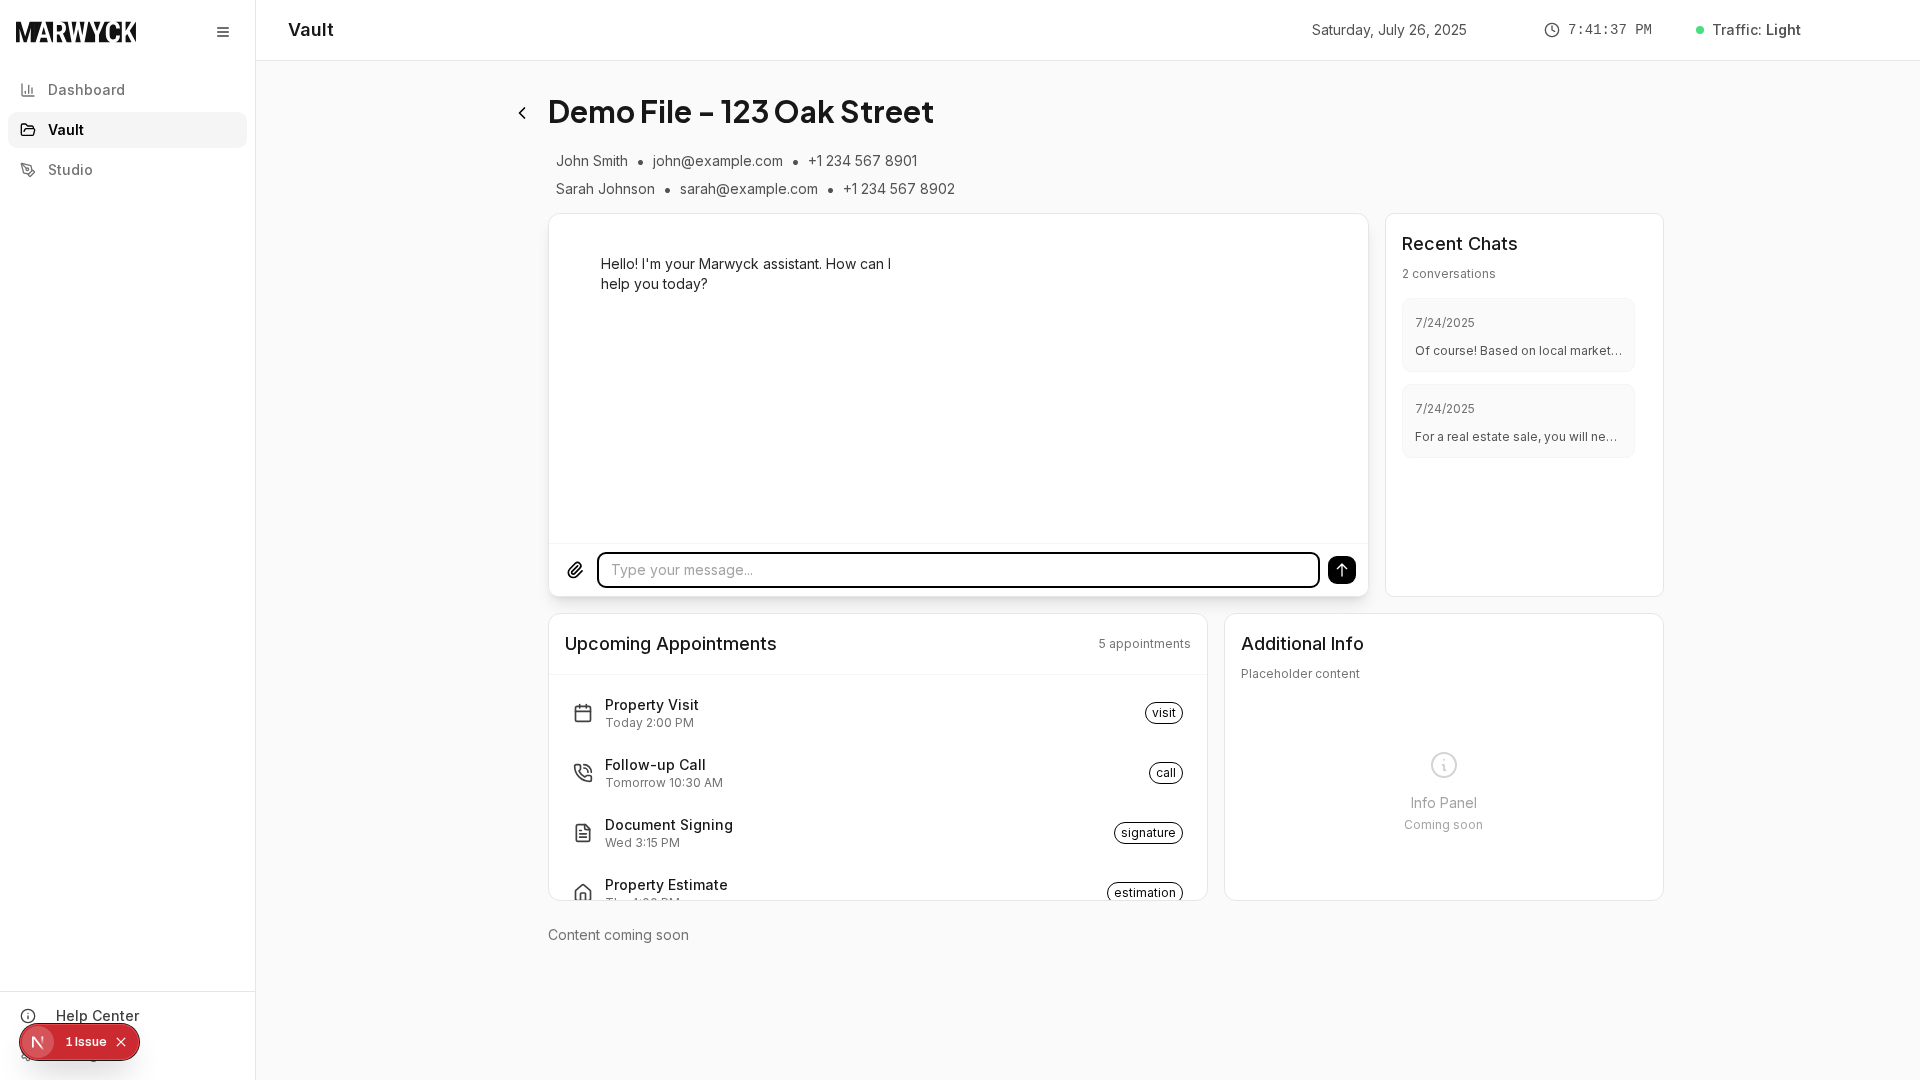 MARWYCK
Dashboard
Vault
Studio
Help Center
1 Issue
Vault
Saturday, July 26, 2025
7:41:37 PM
Traffic: Light
Demo File – 123 Oak Street
John Smith • john@example.com • +1 234 567 8901
Sarah Johnson • sarah@example.com • +1 234 567 8902
Hello! I'm your Marwyck assistant. How can I
help you today?
Type your message...
Recent Chats
2 conversations
7/24/2025
Of course! Based on local market...
7/24/2025
For a real estate sale, you will ne...
Upcoming Appointments
5 appointments
Property Visit
visit
Today 2:00 PM
Follow-up Call
call
Tomorrow 10:30 AM
Document Signing
signature
Wed 3:15 PM
Property Estimate
estimation
Additional Info
Placeholder content
Info Panel
Coming soon
Content coming soon